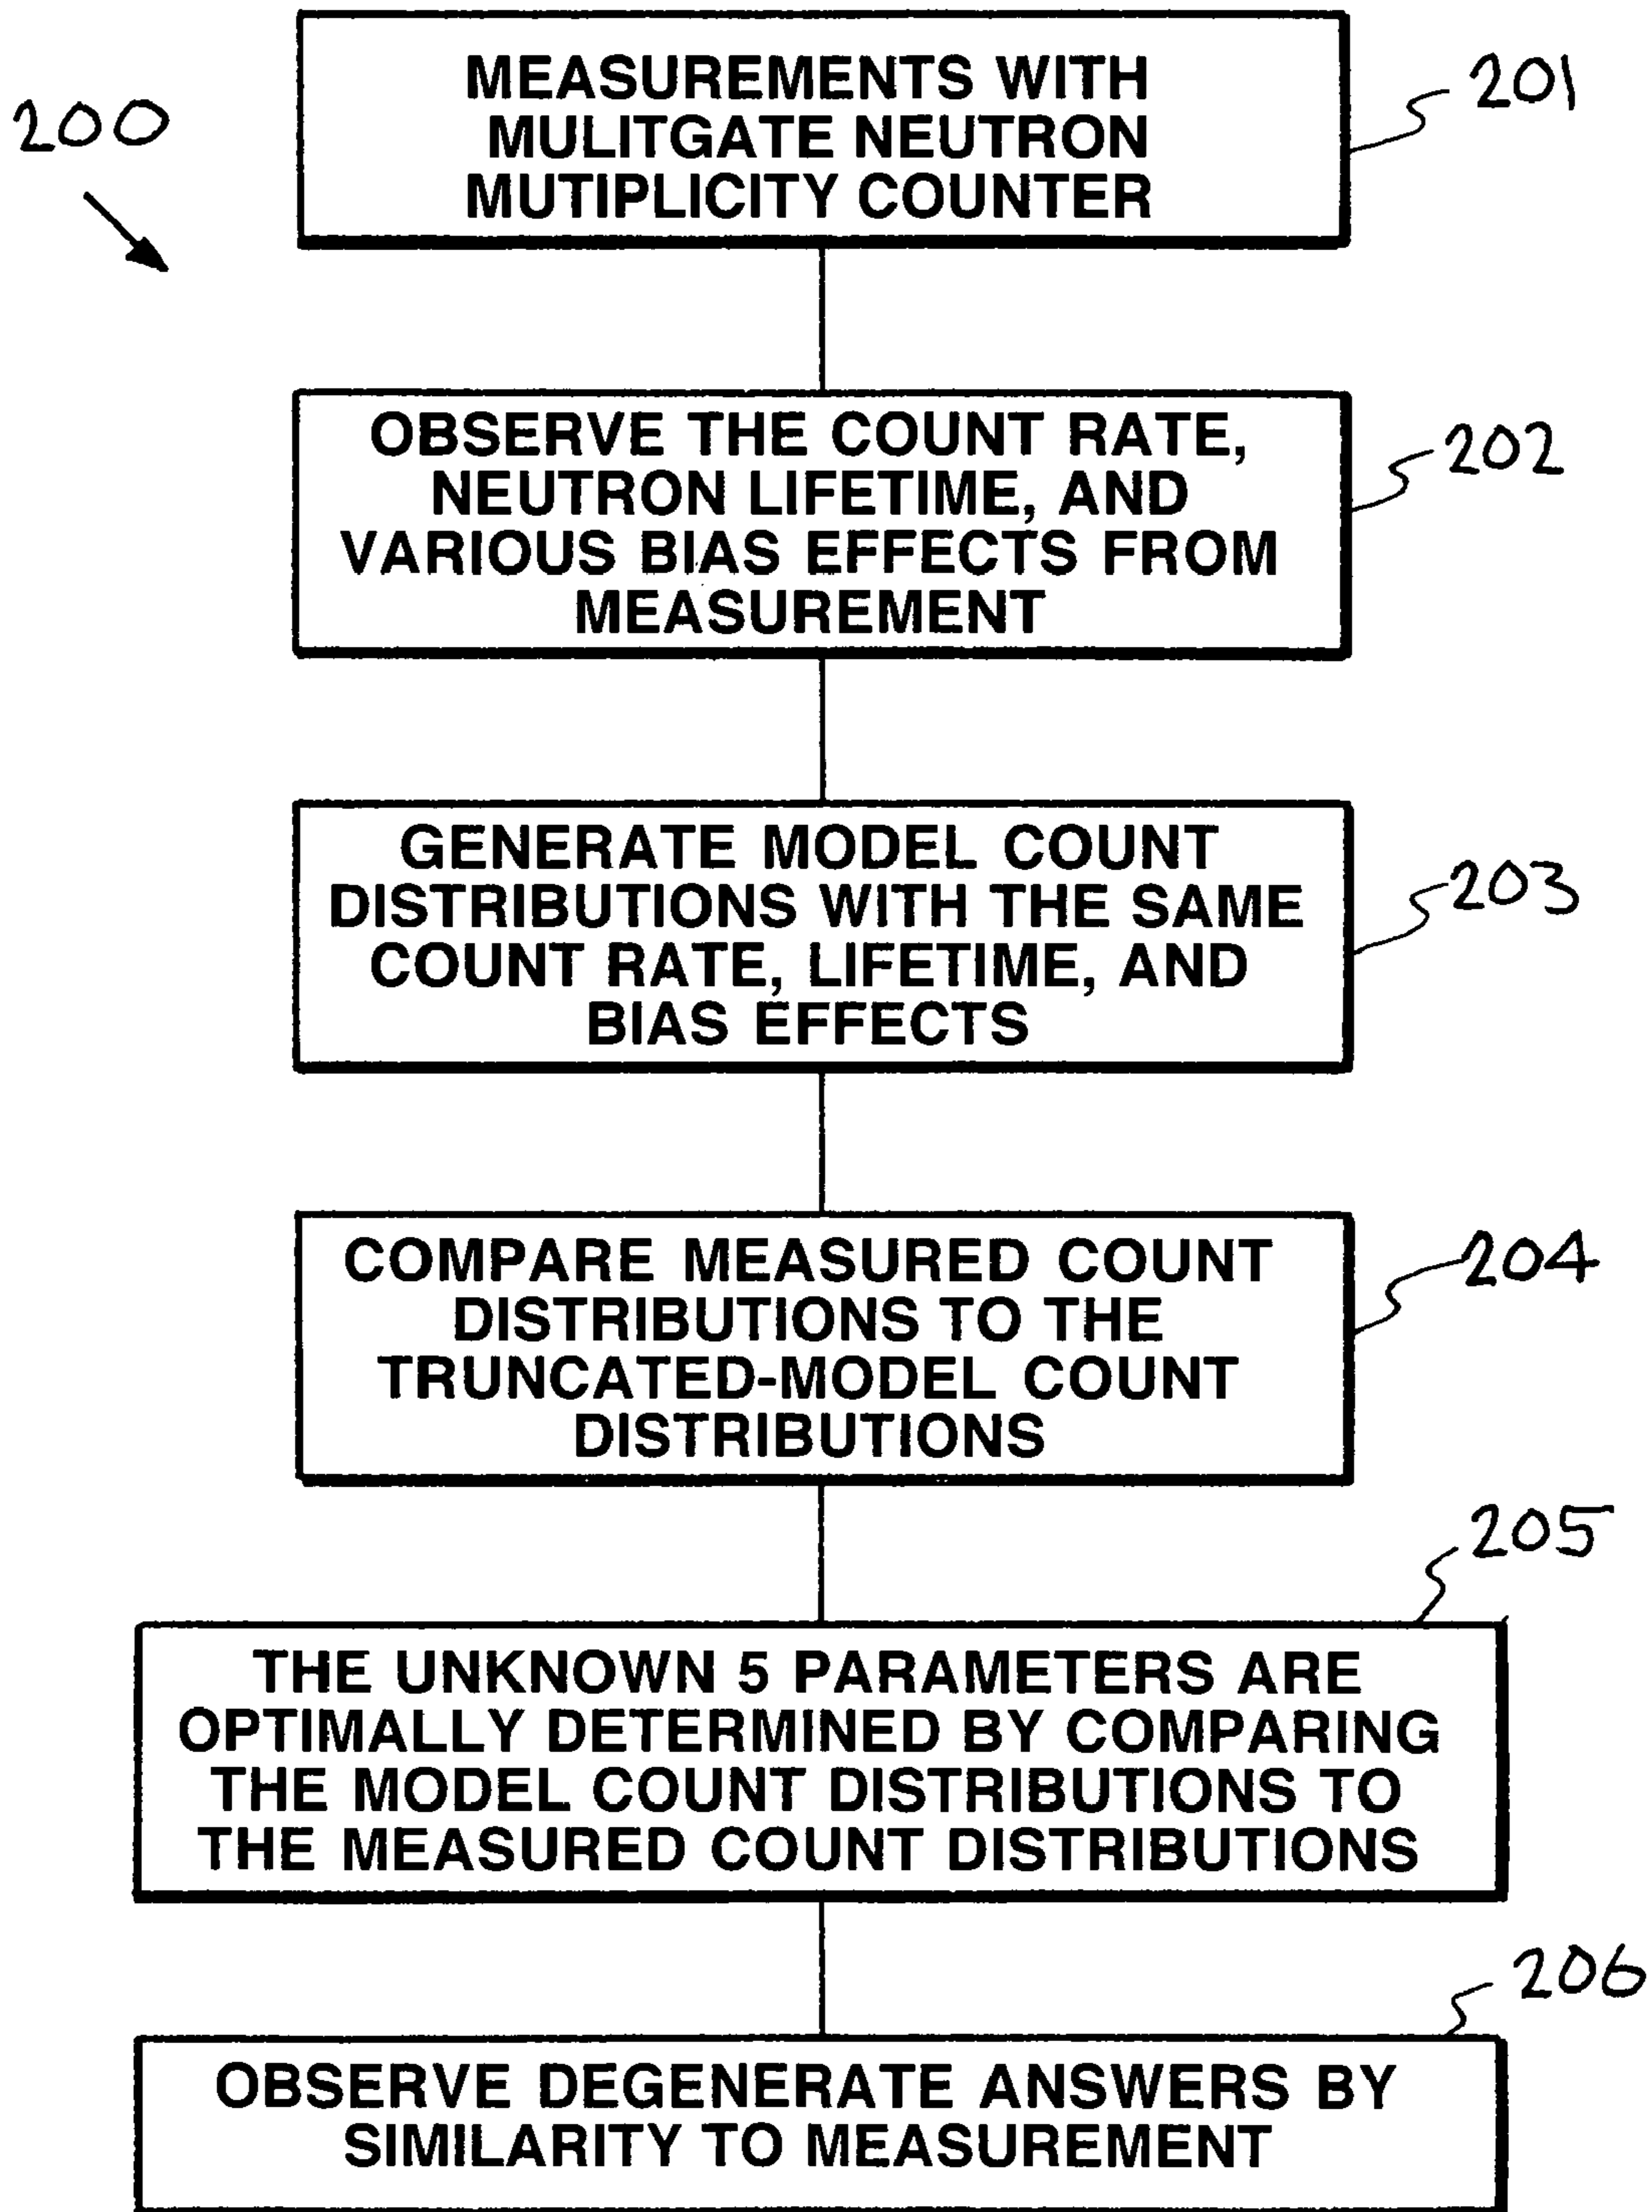 200
MEASUREMENTS WITH
MULITGATE NEUTRON
MUTIPLICITY COUNTER
201
OBSERVE THE COUNT RATE,
NEUTRON LIFETIME, AND
VARIOUS BIAS EFFECTS FROM
MEASUREMENT
202
GENERATE MODEL COUNT
DISTRIBUTIONS WITH THE SAME
COUNT RATE, LIFETIME, AND
BIAS EFFECTS
203
COMPARE MEASURED COUNT
DISTRIBUTIONS TO THE
TRUNCATED-MODEL COUNT
DISTRIBUTIONS
204
205
THE UNKNOWN 5 PARAMETERS ARE
OPTIMALLY DETERMINED BY COMPARING
THE MODEL COUNT DISTRIBUTIONS TO
THE MEASURED COUNT DISTRIBUTIONS
206
OBSERVE DEGENERATE ANSWERS BY
SIMILARITY TO MEASUREMENT